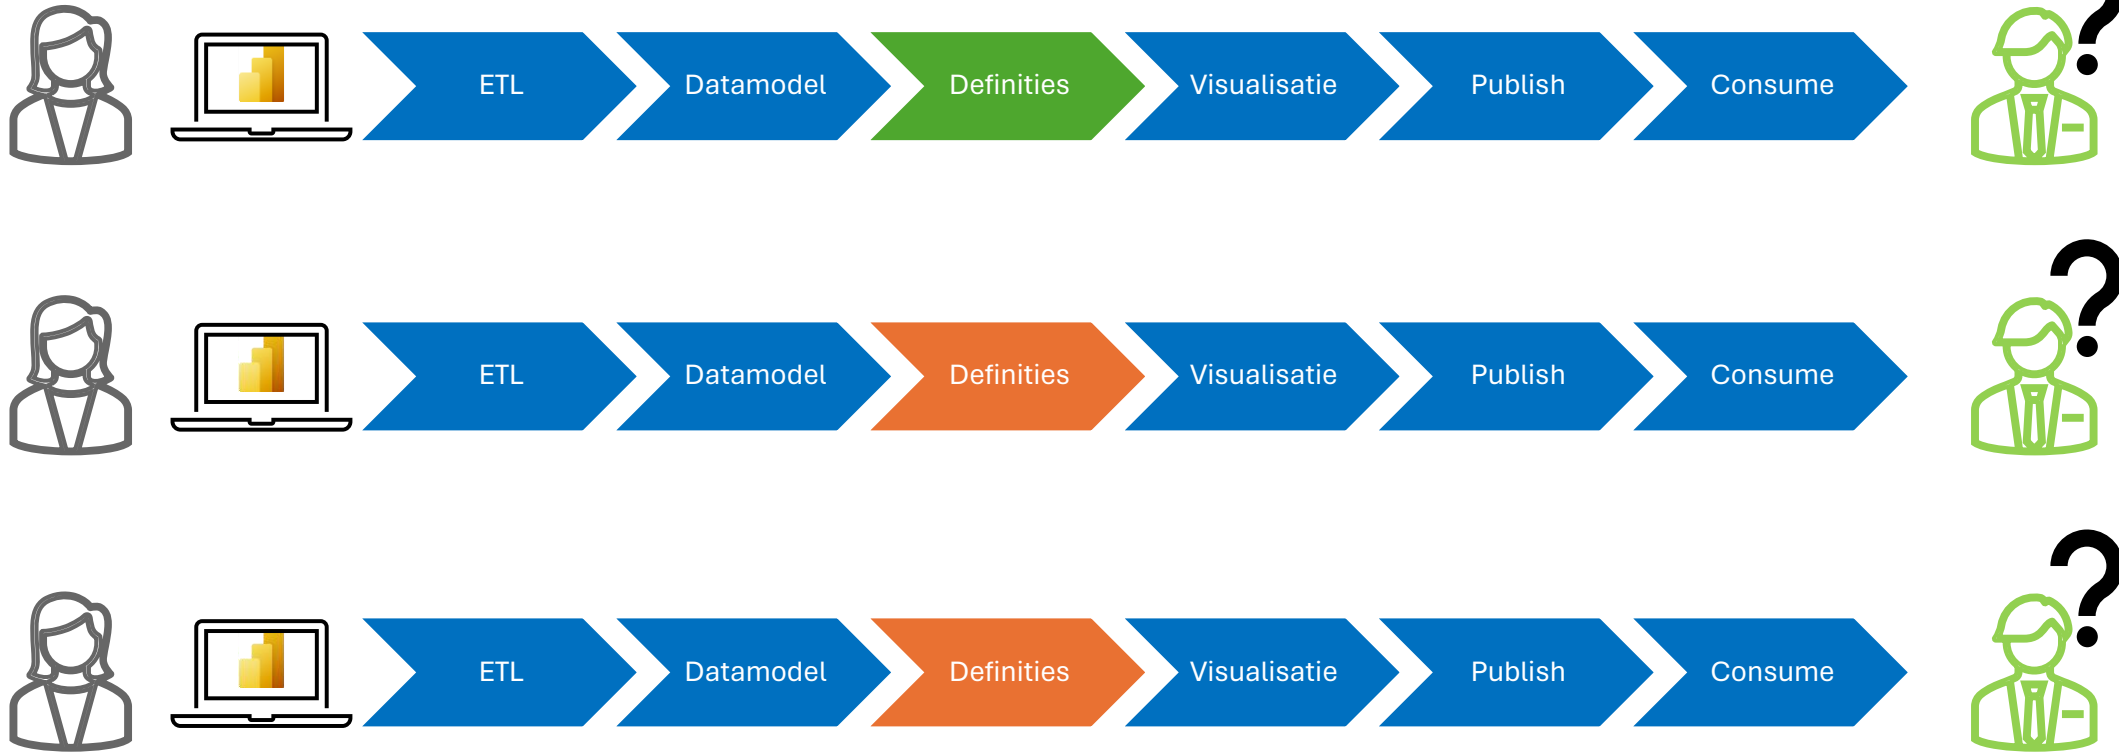 ETL
Datamodel
Definities
Visualisatie
Publish
Consume
?
ETL
Datamodel
Definities
Visualisatie
Publish
Consume
?
ETL
Datamodel
Definities
Visualisatie
Publish
Consume
?